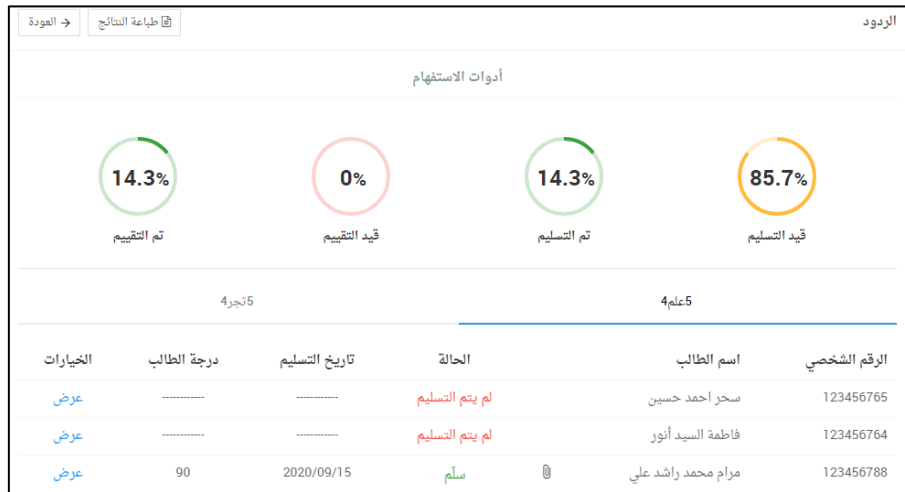 الردود
طباعة النتائج
العودة
أدوات الاستفهام
85.7%
قيد التسليم
14.3%
تم التسليم
0%
قيد التقييم
14.3%
تم التقييم
5علم4
5تجر4
الرقم الشخصي اسم الطالب الحالة تاريخ التسليم درجة الطالب الخيارات
123456765 سحر احمد حسين لم يتم التسليم ------------ ------------ عرض
123456764 فاطمة السيد أنور لم يتم التسليم ------------ ------------ عرض
123456788 مرام محمد راشد علي سلّم 2020/09/15 90 عرض